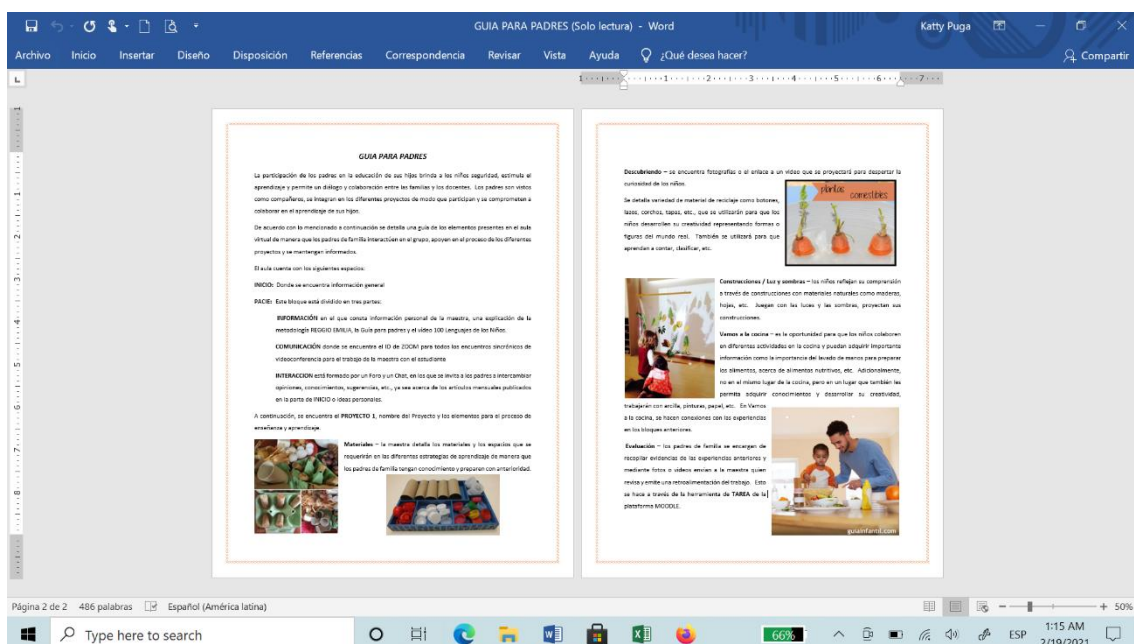 GUIA PARA PADRES (Solo lectura) - Word
Katty Puga
Archivo Inicio Insertar Diseño Disposición Referencias Correspondencia Revisar Vista Ayuda ¿Qué desea hacer? Compartir
GUIA PARA PADRES
La participación de los padres en la educación de sus hijos brinda a los niños seguridad, estimula el
aprendizaje y permite un diálogo y colaboración entre las familias y los docentes. Los padres son vistos
como compañeros, se integran en los diferentes proyectos de modo que participan y se comprometen a
colaborar en el aprendizaje de sus hijos.
De acuerdo con lo mencionado a continuación se detalla una guía de los elementos presentes en el aula
virtual de manera que los padres de familia interactúen en el grupo, apoyen en el proceso de los diferentes
proyectos y se mantengan informados.
El aula cuenta con los siguientes espacios:
INICIO: Donde se encuentra información general
PACIE: Este bloque está dividido en tres partes:
INFORMACIÓN en el que consta información personal de la maestra, una explicación de la
metodología REGGIO EMILIA, la Guía para padres y el vídeo 100 Lenguajes de los Niños.
COMUNICACIÓN donde se encuentra el ID de ZOOM para todos los encuentros sincrónicos de
videoconferencia para el trabajo de la maestra con el estudiante
INTERACCION está formado por un Foro y un Chat, en los que se invita a los padres a intercambiar
opiniones, conocimientos, sugerencias, etc., ya sea acerca de los artículos mensuales publicados
en la parte de INICIO o ideas personales.
A continuación, se encuentra el PROYECTO 1, nombre del Proyecto y los elementos para el proceso de
enseñanza y aprendizaje.
Materiales – la maestra detalla los materiales y los espacios que se
requerirán en las diferentes estrategias de aprendizaje de manera que
los padres de familia tengan conocimiento y preparen con anterioridad.
Descubriendo – se encuentra fotografías o el enlace a un video que se proyectará para despertar la
curiosidad de los niños.
Se detalla variedad de material de reciclaje como botones,
lazos, corchos, tapas, etc., que se utilizarán para que los
niños desarrollen su creatividad representando formas o
figuras del mundo real. También se utilizará para que
aprendan a contar, clasificar, etc.
plantas
comestibles
Construcciones / Luz y sombras – los niños reflejan su comprensión
a través de construcciones con materiales naturales como maderas,
hojas, etc. Juegan con las luces y las sombras, proyectan sus
construcciones.
Vamos a la cocina – es la oportunidad para que los niños colaboren
en diferentes actividades en la cocina y puedan adquirir importante
información como la importancia del lavado de manos para preparar
los alimentos, acerca de alimentos nutritivos, etc. Adicionalmente,
no en el mismo lugar de la cocina, pero en un lugar que también les
permita adquirir conocimientos y desarrollar su creatividad,
trabajarán con arcilla, pinturas, papel, etc. En Vamos
a la cocina, se hacen conexiones con las experiencias
en los bloques anteriores.
Evaluación – los padres de familia se encargan de
recopilar evidencias de las experiencias anteriores y
mediante fotos o videos envían a la maestra quien
revisa y emite una retroalimentación del trabajo. Esto
se hace a través de la herramienta de TAREA de la
plataforma MOODLE.
guiainfantil.com
Página 2 de 2 486 palabras Español (América latina) 50%
Type here to search
66%
ESP
1:15 AM
3/19/2021